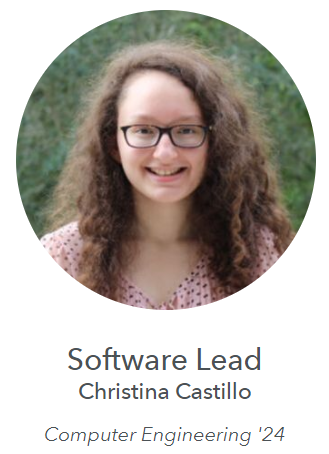 Software Lead
Christina Castillo
Computer Engineering '24